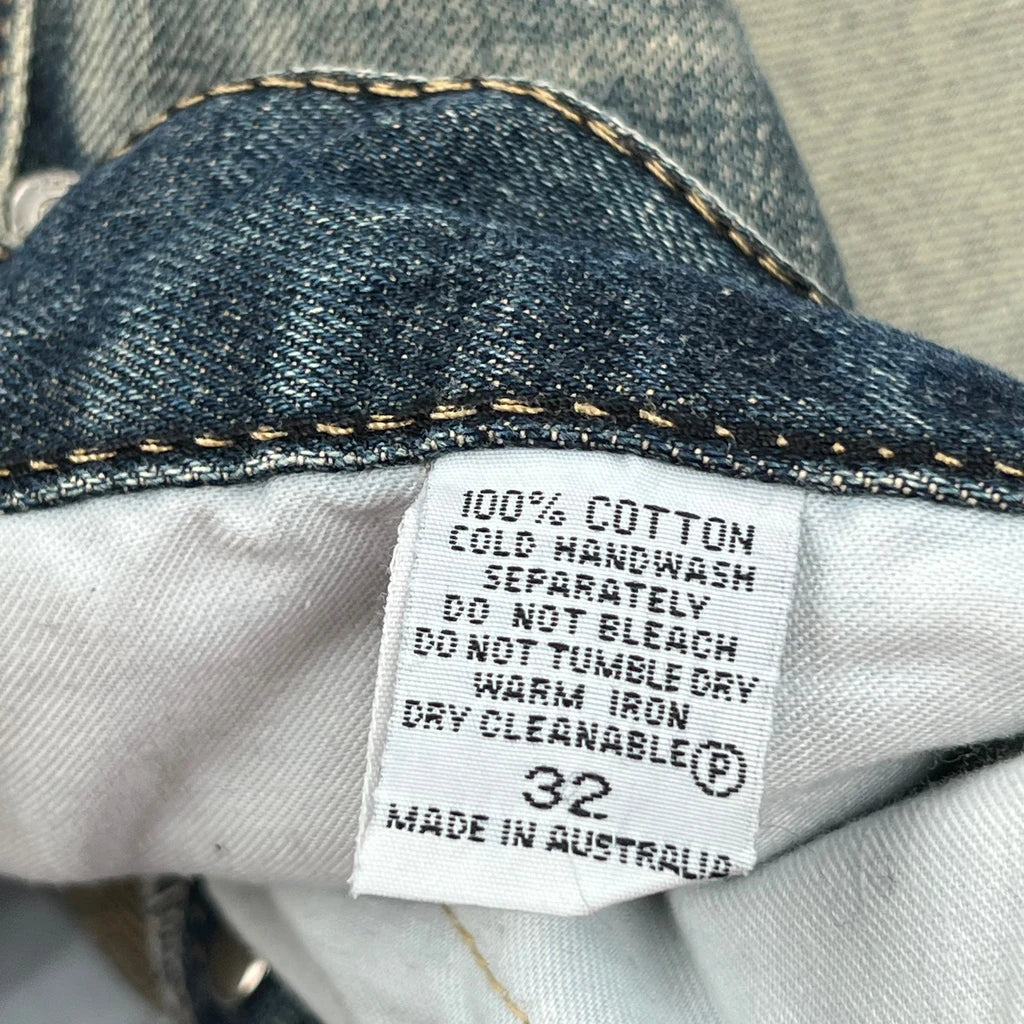 100% COTTON
COLD HANDWASH
SEPARATELY
DO NOT BLEACH
DO NOT TUMBLE DRY
WARM IRON
DRY CLEANABLE Ⓟ
32
MADE IN AUSTRALIA